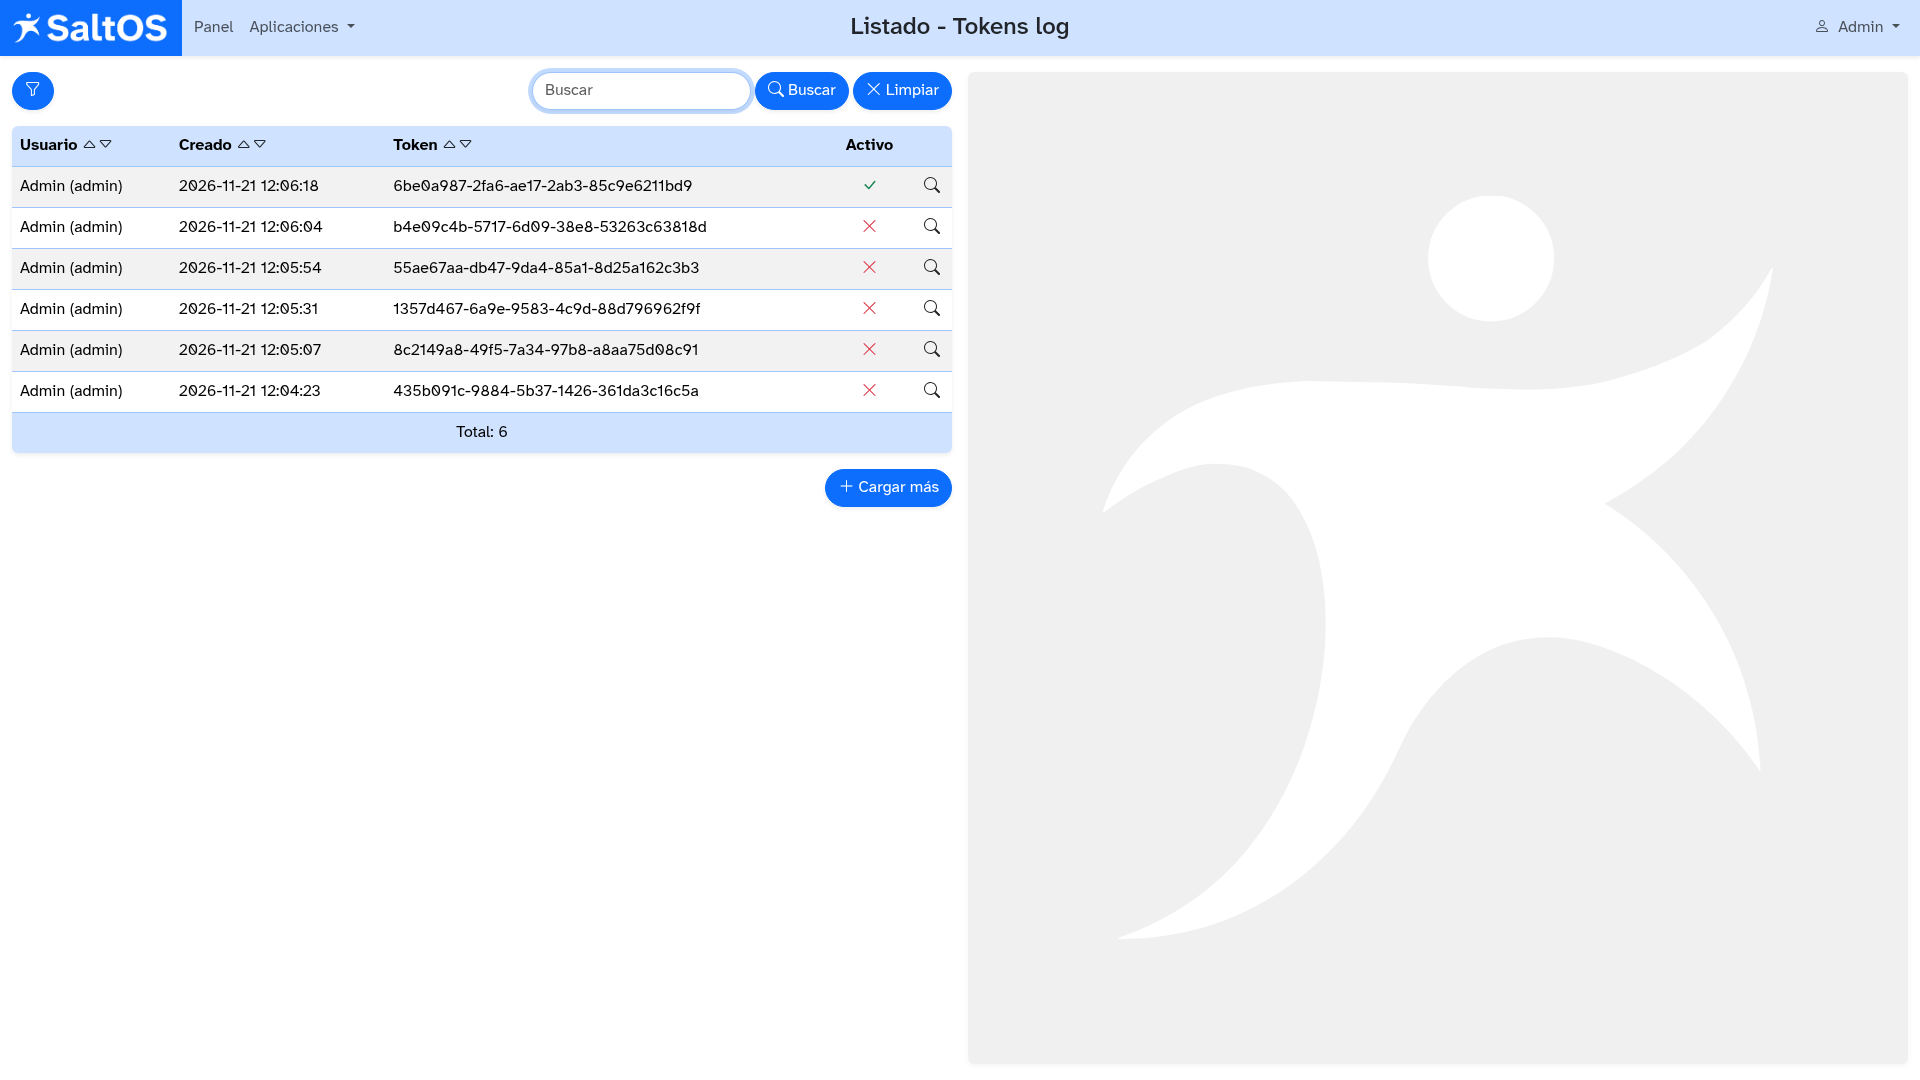 SaltOS Panel Aplicaciones Listado - Tokens log Admin
Buscar Buscar Limpiar
Usuario Creado Token Activo
Admin (admin) 2026-11-21 12:06:18 6be0a987-2fa6-ae17-2ab3-85c9e6211bd9
Admin (admin) 2026-11-21 12:06:04 b4e09c4b-5717-6d09-38e8-53263c63818d
Admin (admin) 2026-11-21 12:05:54 55ae67aa-db47-9da4-85a1-8d25a162c3b3
Admin (admin) 2026-11-21 12:05:31 1357d467-6a9e-9583-4c9d-88d796962f9f
Admin (admin) 2026-11-21 12:05:07 8c2149a8-49f5-7a34-97b8-a8aa75d08c91
Admin (admin) 2026-11-21 12:04:23 435b091c-9884-5b37-1426-361da3c16c5a
Total: 6
Cargar más